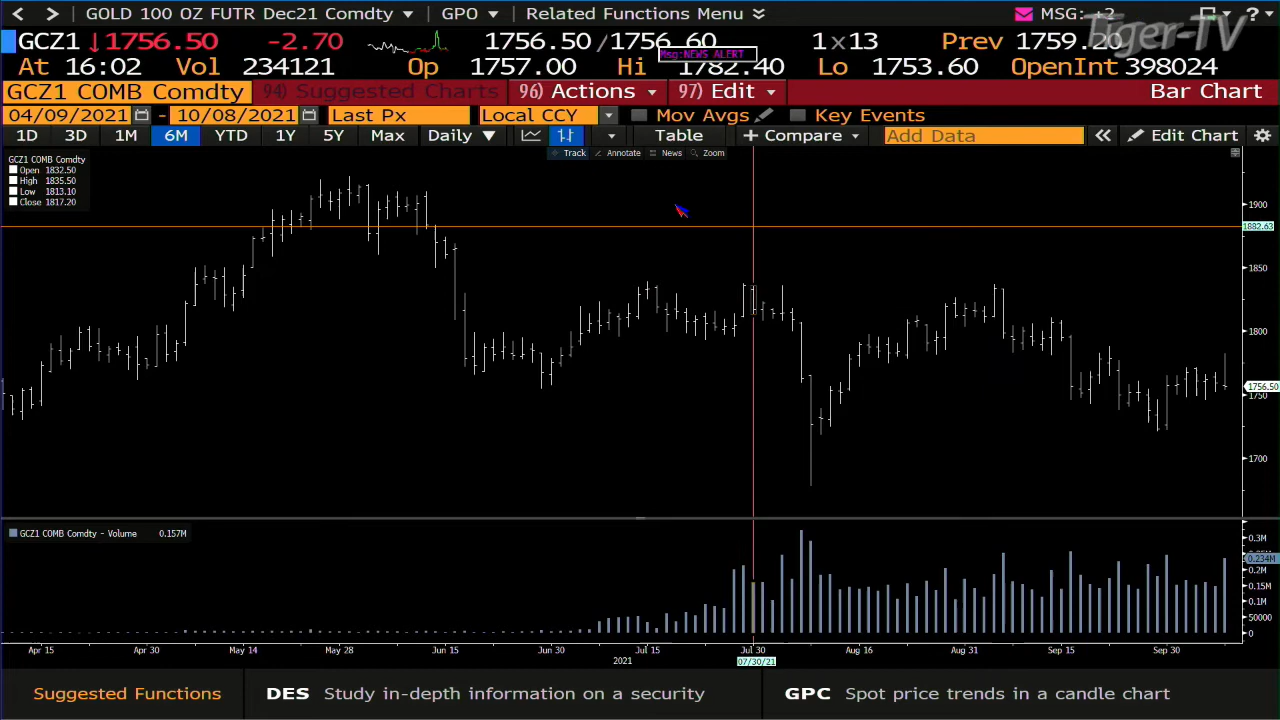 GOLD 100 OZ FUTR Dec21 Comdty GPO Related Functions Menu MSG: +2 ?
Tiger-TV
GCZ1 ↓1756.50 -2.70 1756.50 /1756.60 1 x 13 Prev 1759.20
Msg:NEWS ALERT
At 16:02 Vol 234121 Op 1757.00 Hi 1782.40 Lo 1753.60 OpenInt 398024
GCZ1 COMB Comdty 94) Suggested Charts 96) Actions 97) Edit Bar Chart
04/09/2021 - 10/08/2021 Last Px Local CCY Mov Avgs Key Events
1D 3D 1M 6M YTD 1Y 5Y Max Daily ▼ Table + Compare Add Data « Edit Chart
Track Annotate News Zoom
GCZ1 COMB Comdty
Open 1832.50
High 1835.50
Low 1813.10
Close 1817.20
1900
1882.63
1850
1800
1756.50
1750
1700
GCZ1 COMB Comdty - Volume 0.157M
0.3M
0.234M
0.2M
0.15M
0.1M
50000
0
Apr 15 Apr 30 May 14 May 28 Jun 15 Jun 30 Jul 15 Jul 30 Aug 16 Aug 31 Sep 15 Sep 30
2021 07/30/21
Suggested Functions DES Study in-depth information on a security GPC Spot price trends in a candle chart